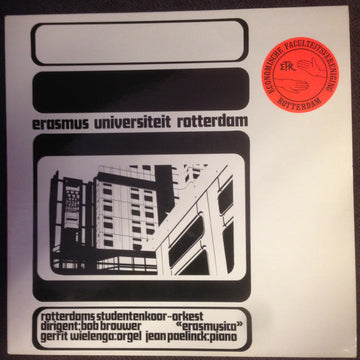 ECONOMISCHE FACULTEITSVERENIGING
EFR
ROTTERDAM
erasmus universiteit rotterdam
rotterdams studentenkoor-orkest
dirigent:bob brouwer «erasmusica»
gerrit wielenga:orgel jean paelinck:piano